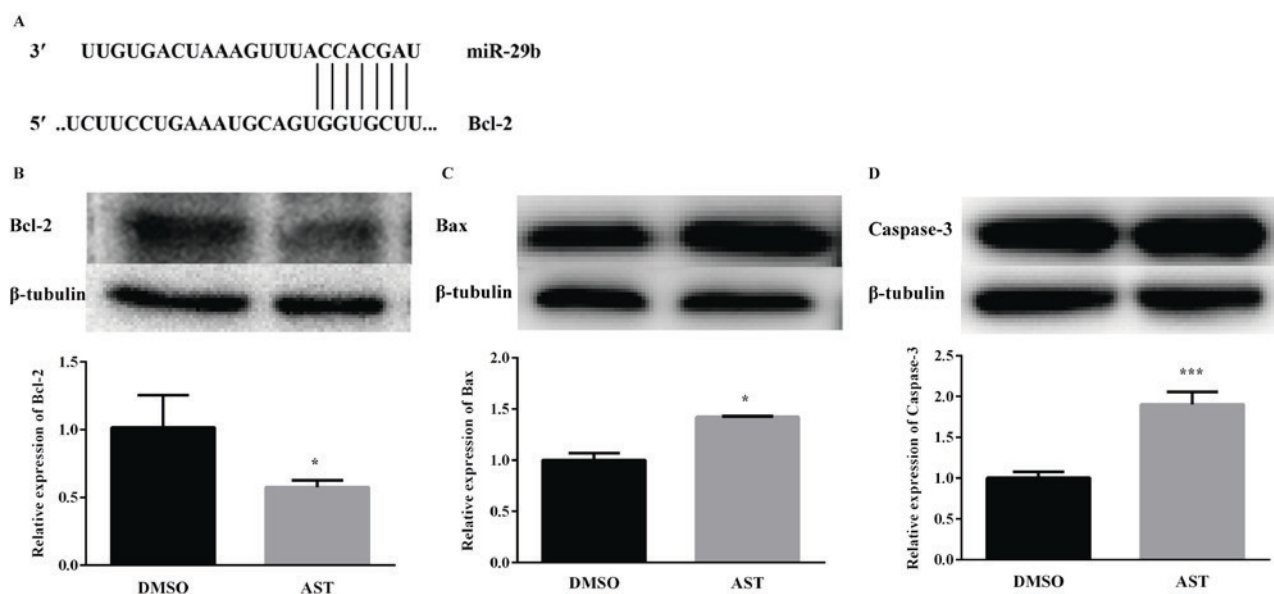 A
3′ UUGUGACUAAAGUUUACCACGAU miR-29b
5′ ..UCUUCCUGAAAUGCAGUGGUGCUU... Bcl-2
B
Bcl-2
β-tubulin
Relative expression of Bcl-2
1.5
1.0
0.5
0.0
*
DMSO AST
C
Bax
β-tubulin
Relative expression of Bax
2.0
1.5
1.0
0.5
0.0
*
DMSO AST
D
Caspase-3
β-tubulin
Relative expression of Caspase-3
2.5
2.0
1.5
1.0
0.5
0.0
***
DMSO AST